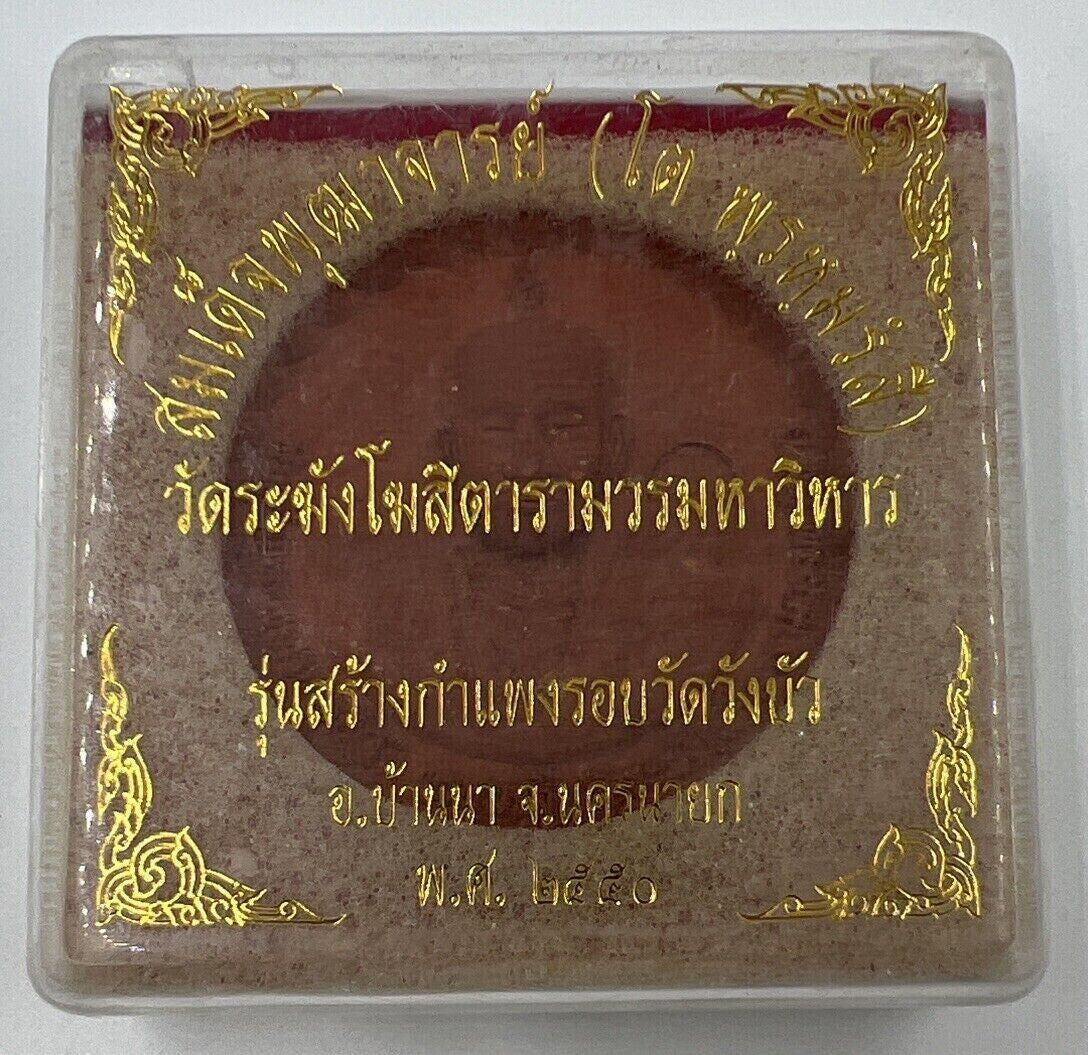 สมเด็จพุฒาจารย์ (โต พฺรหฺมรํสี)
วัดระฆังโฆสิตารามวรมหาวิหาร
รุ่นสร้างกำแพงรอบวัดวังบัว
อ.บ้านนา จ.นครนายก
พ.ศ. ๒๕๕๐